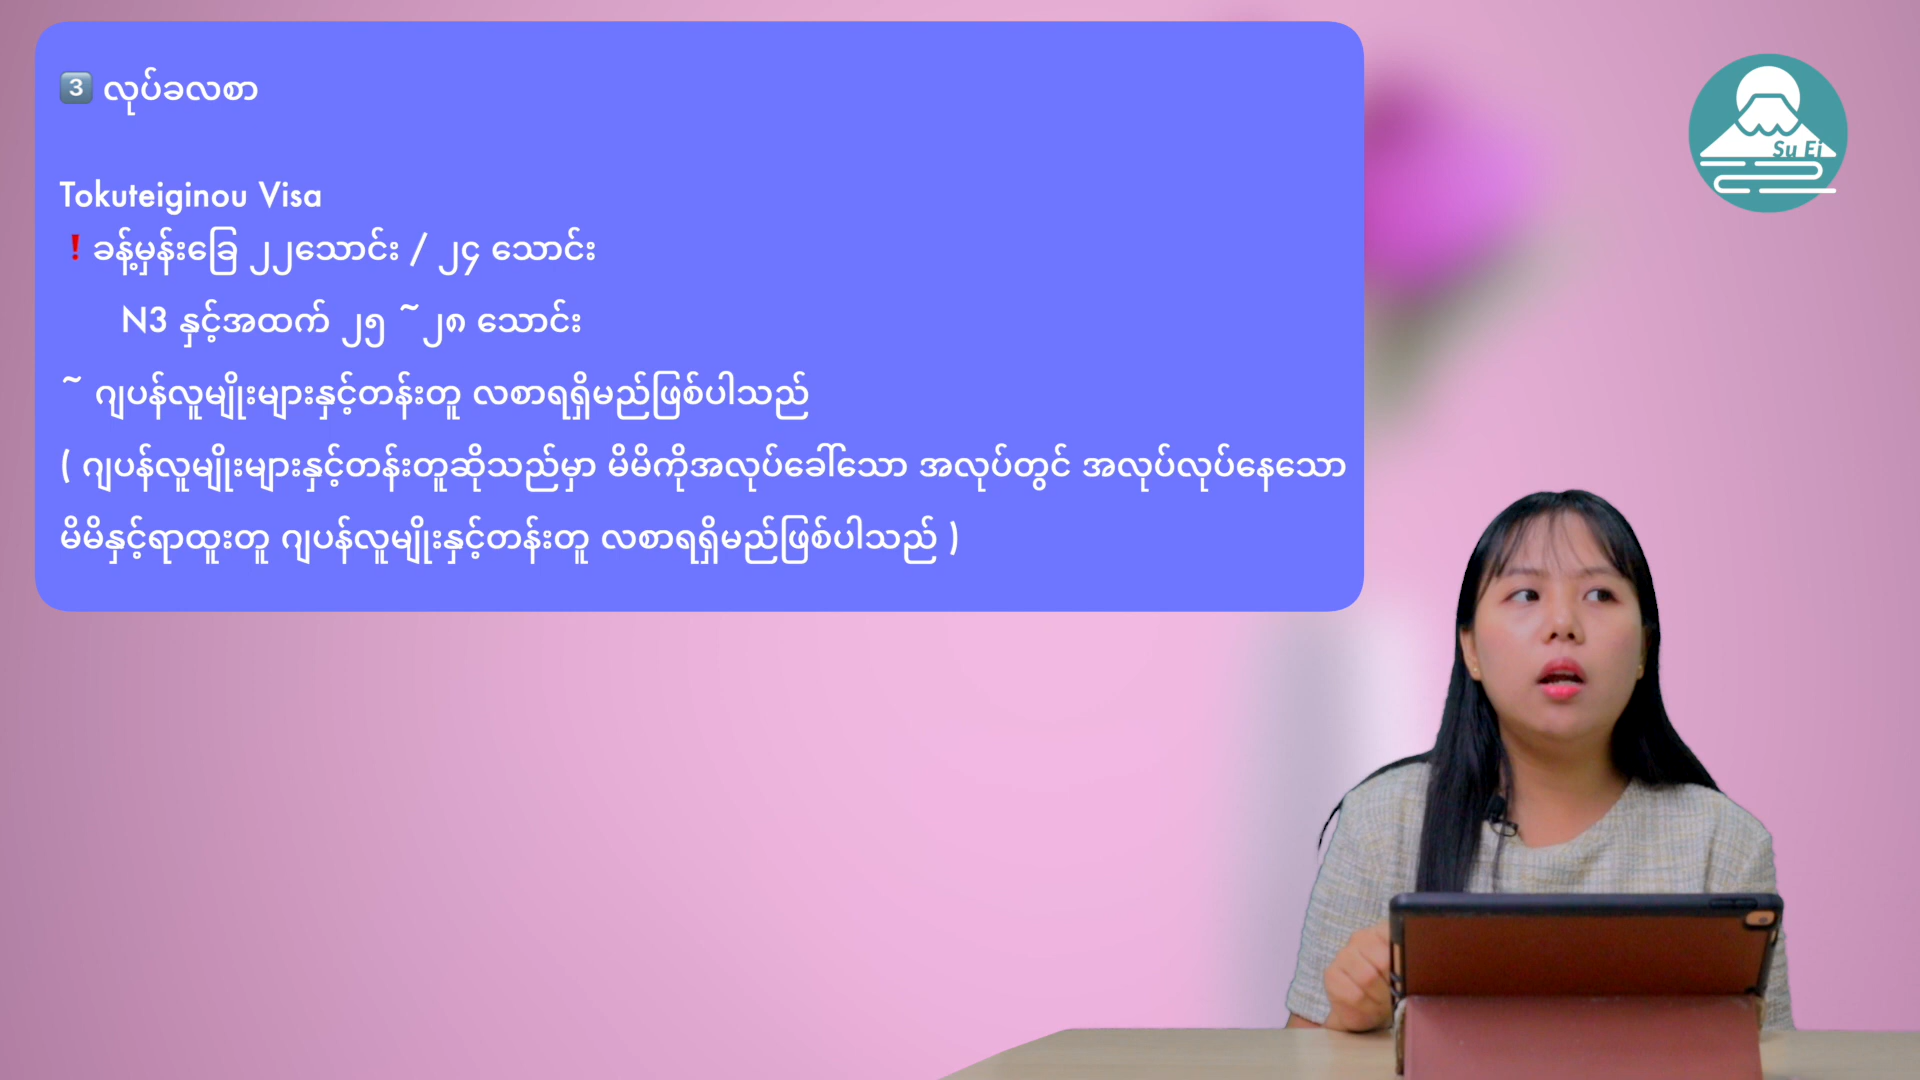 3 လုပ်ခလစာ
Tokuteiginou Visa
❗ခန့်မှန်းခြေ ၂၂သောင်း / ၂၄ သောင်း
N3 နှင့်အထက် ၂၅ ~၂၈ သောင်း
~ ဂျပန်လူမျိုးများနှင့်တန်းတူ လစာရရှိမည်ဖြစ်ပါသည်
( ဂျပန်လူမျိုးများနှင့်တန်းတူဆိုသည်မှာ မိမိကိုအလုပ်ခေါ်သော အလုပ်တွင် အလုပ်လုပ်နေသော
မိမိနှင့်ရာထူးတူ ဂျပန်လူမျိုးနှင့်တန်းတူ လစာရရှိမည်ဖြစ်ပါသည် )
Su Ei